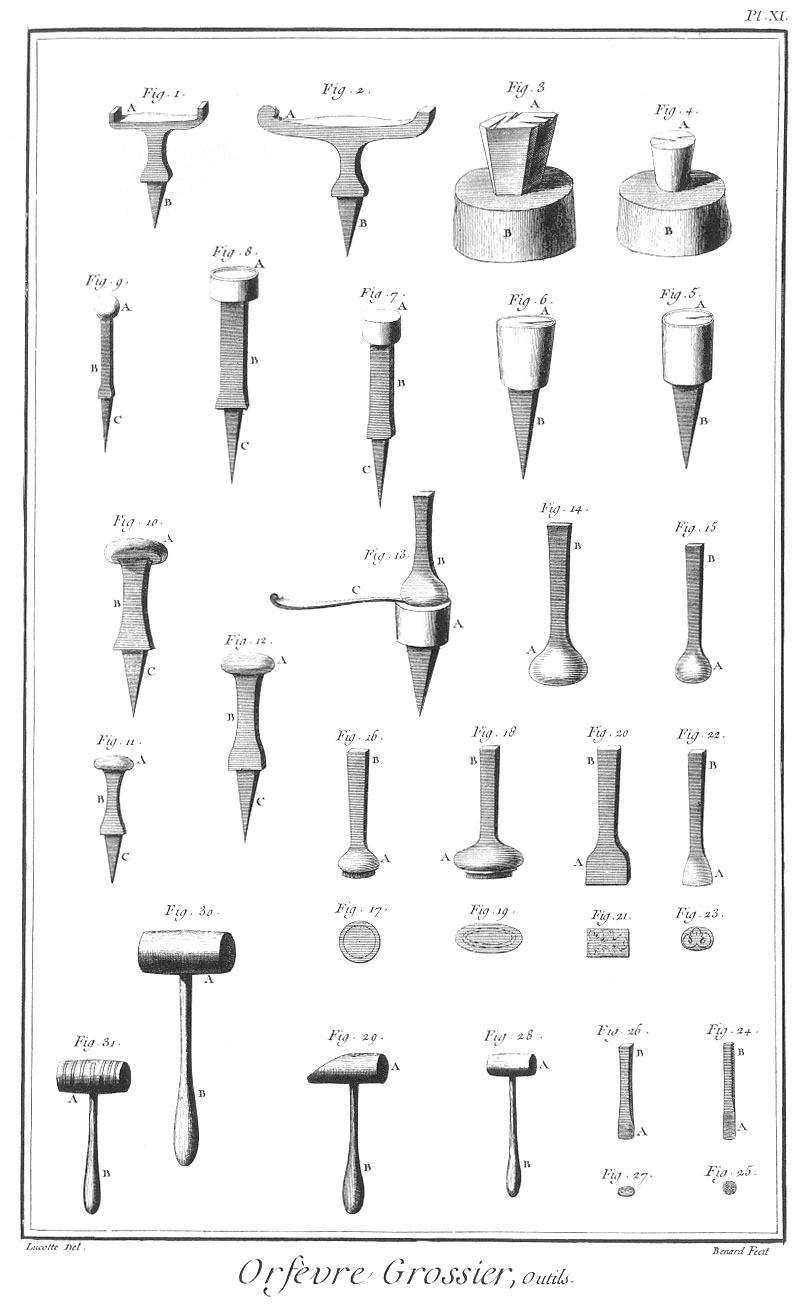 Pl. XI.
Fig. 1.
A
B
Fig. 2.
A
B
Fig. 3
A
B
Fig. 4.
A
B
Fig. 9.
A
B
C
Fig. 8.
A
B
C
Fig. 7.
A
B
C
Fig. 6
A
B
Fig. 5.
A
B
Fig. 10.
A
B
C
Fig. 13
B
C
A
Fig. 14.
B
A
Fig. 15
B
A
Fig. 12.
A
B
C
Fig. 11.
A
B
C
Fig. 16.
B
A
Fig. 18
B
A
Fig. 20
B
A
Fig. 22.
B
A
Fig. 17.
Fig. 19.
Fig. 21.
Fig. 23.
Fig. 30.
A
B
Fig. 31
A
B
Fig. 29
A
B
Fig. 28.
A
B
Fig. 26.
B
A
Fig. 24.
B
A
Fig. 27.
Fig. 25.
Lucotte Del.
Benard Fecit
Orfèvre Grossier, Outils.